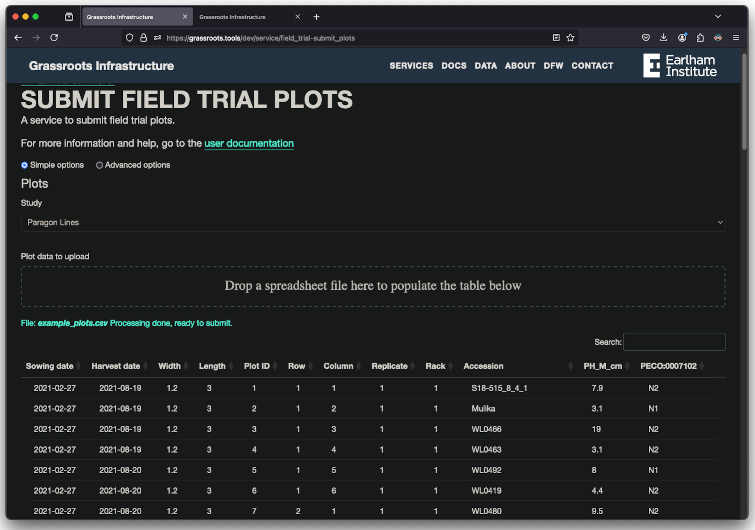 Grassroots Infrastructure
Grassroots Infrastructure
https://grassroots.tools/dev/service/field_trial-submit_plots
Grassroots Infrastructure
SERVICES DOCS DATA ABOUT DFW CONTACT
Earlham
Institute
SUBMIT FIELD TRIAL PLOTS
A service to submit field trial plots.
For more information and help, go to the user documentation
Simple options Advanced options
Plots
Study
Paragon Lines
Plot data to upload
Drop a spreadsheet file here to populate the table below
File: example_plots.csv Processing done, ready to submit.
Search:
Sowing date Harvest date Width Length Plot ID Row Column Replicate Rack Accession PH_M_cm PECO:0007102
2021-02-27 2021-08-19 1.2 3 1 1 1 1 1 S18-515_8_4_1 7.9 N2
2021-02-27 2021-08-19 1.2 3 2 1 2 1 1 Mulika 3.1 N1
2021-02-27 2021-08-19 1.2 3 3 1 3 1 1 WL0466 19 N2
2021-02-27 2021-08-19 1.2 3 4 1 4 1 1 WL0463 3.1 N2
2021-02-27 2021-08-20 1.2 3 5 1 5 1 1 WL0492 8 N1
2021-02-27 2021-08-20 1.2 3 6 1 6 1 1 WL0419 4.4 N2
2021-02-27 2021-08-20 1.2 3 7 2 1 1 1 WL0480 9.5 N2